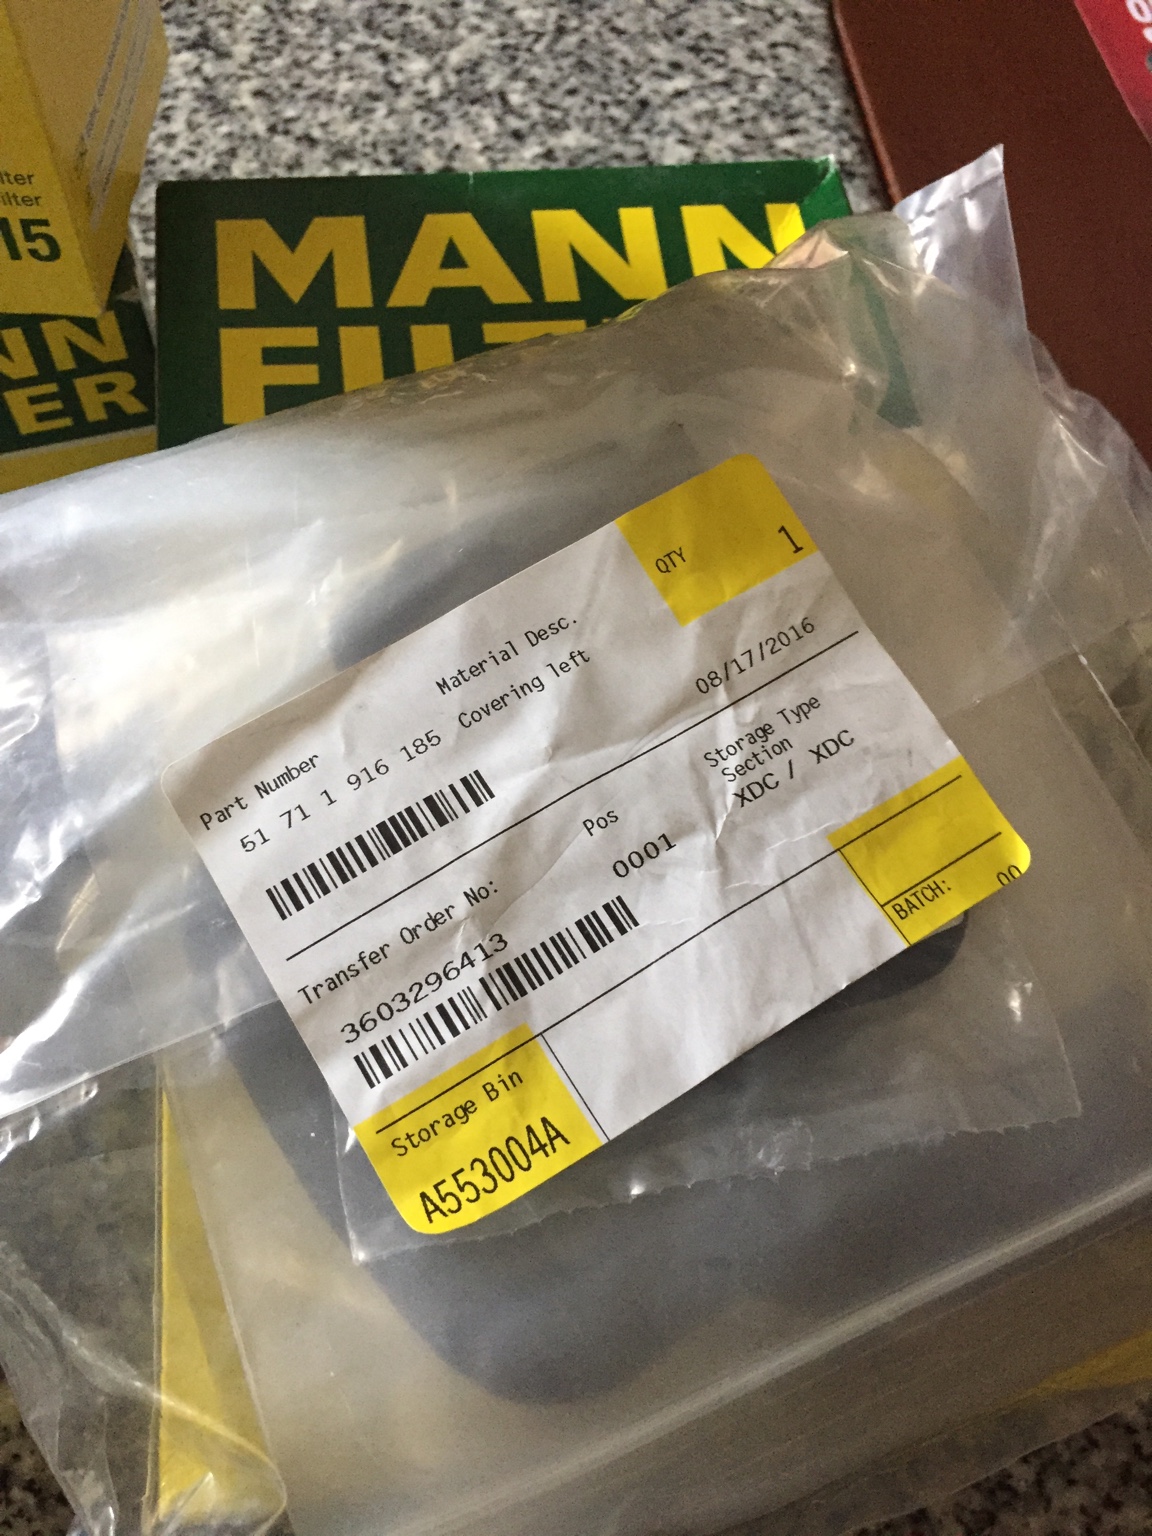 lter
ilter
15
NN
ER
MANN
QTY 1
Material Desc.
Covering left
08/17/2016
Part Number
51 71 1 916 185
Storage Type
Section
XDC / XDC
Pos
0001
Transfer Order No:
3603296413
BATCH: 00
Storage Bin
A553004A